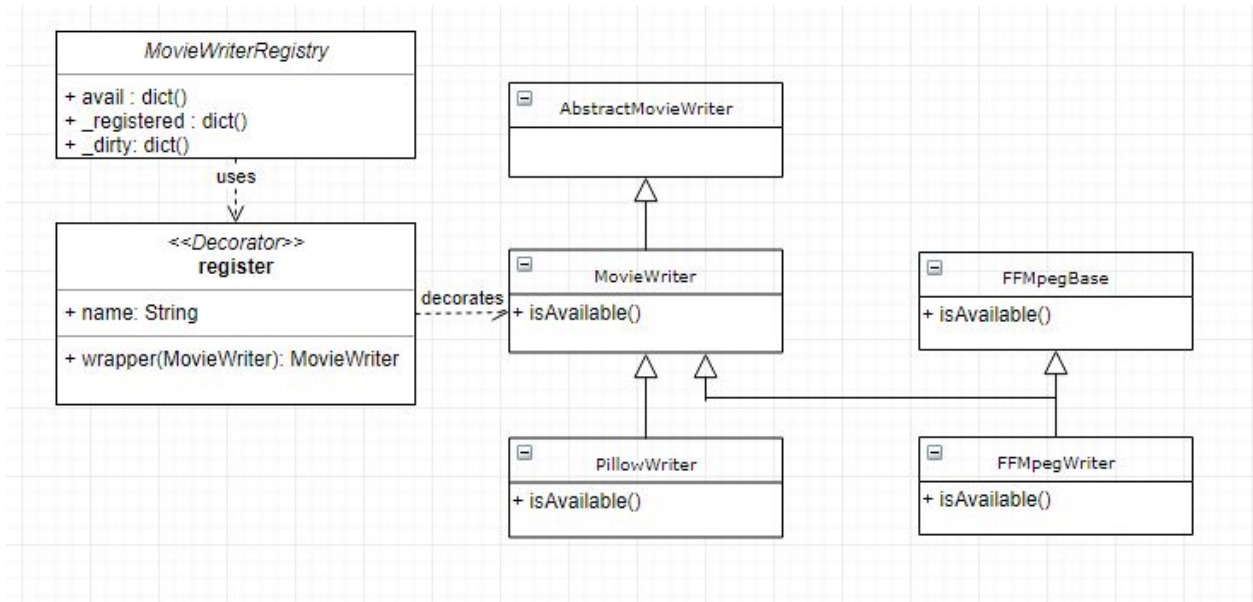 MovieWriterRegistry
+ avail : dict()
+ _registered : dict()
+ _dirty: dict()
uses
<<Decorator>>
register
+ name: String
+ wrapper(MovieWriter): MovieWriter
decorates
AbstractMovieWriter
MovieWriter
+ isAvailable()
PillowWriter
+ isAvailable()
FFMpegBase
+ isAvailable()
FFMpegWriter
+ isAvailable()